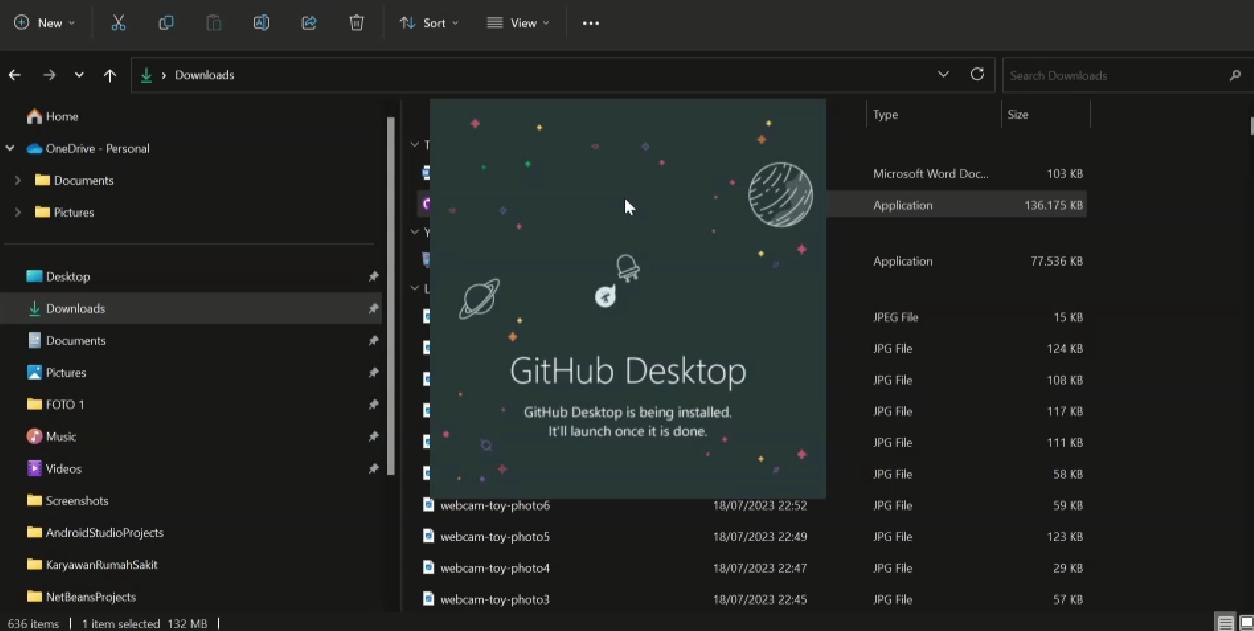 New Sort View
Downloads Search Downloads
Home
OneDrive - Personal
Documents
Pictures
Desktop
Downloads
Documents
Pictures
FOTO 1
Music
Videos
Screenshots
AndroidStudioProjects
KaryawanRumahSakit
NetBeansProjects
Type Size
T
Microsoft Word Doc... 103 KB
Application 136.175 KB
Y
Application 77.536 KB
L
JPEG File 15 KB
JPG File 124 KB
JPG File 108 KB
JPG File 117 KB
JPG File 111 KB
JPG File 58 KB
webcam-toy-photo6 18/07/2023 22:52 JPG File 59 KB
webcam-toy-photo5 18/07/2023 22:49 JPG File 123 KB
webcam-toy-photo4 18/07/2023 22:47 JPG File 29 KB
webcam-toy-photo3 18/07/2023 22:45 JPG File 57 KB
GitHub Desktop
GitHub Desktop is being installed.
It'll launch once it is done.
636 items 1 item selected 132 MB